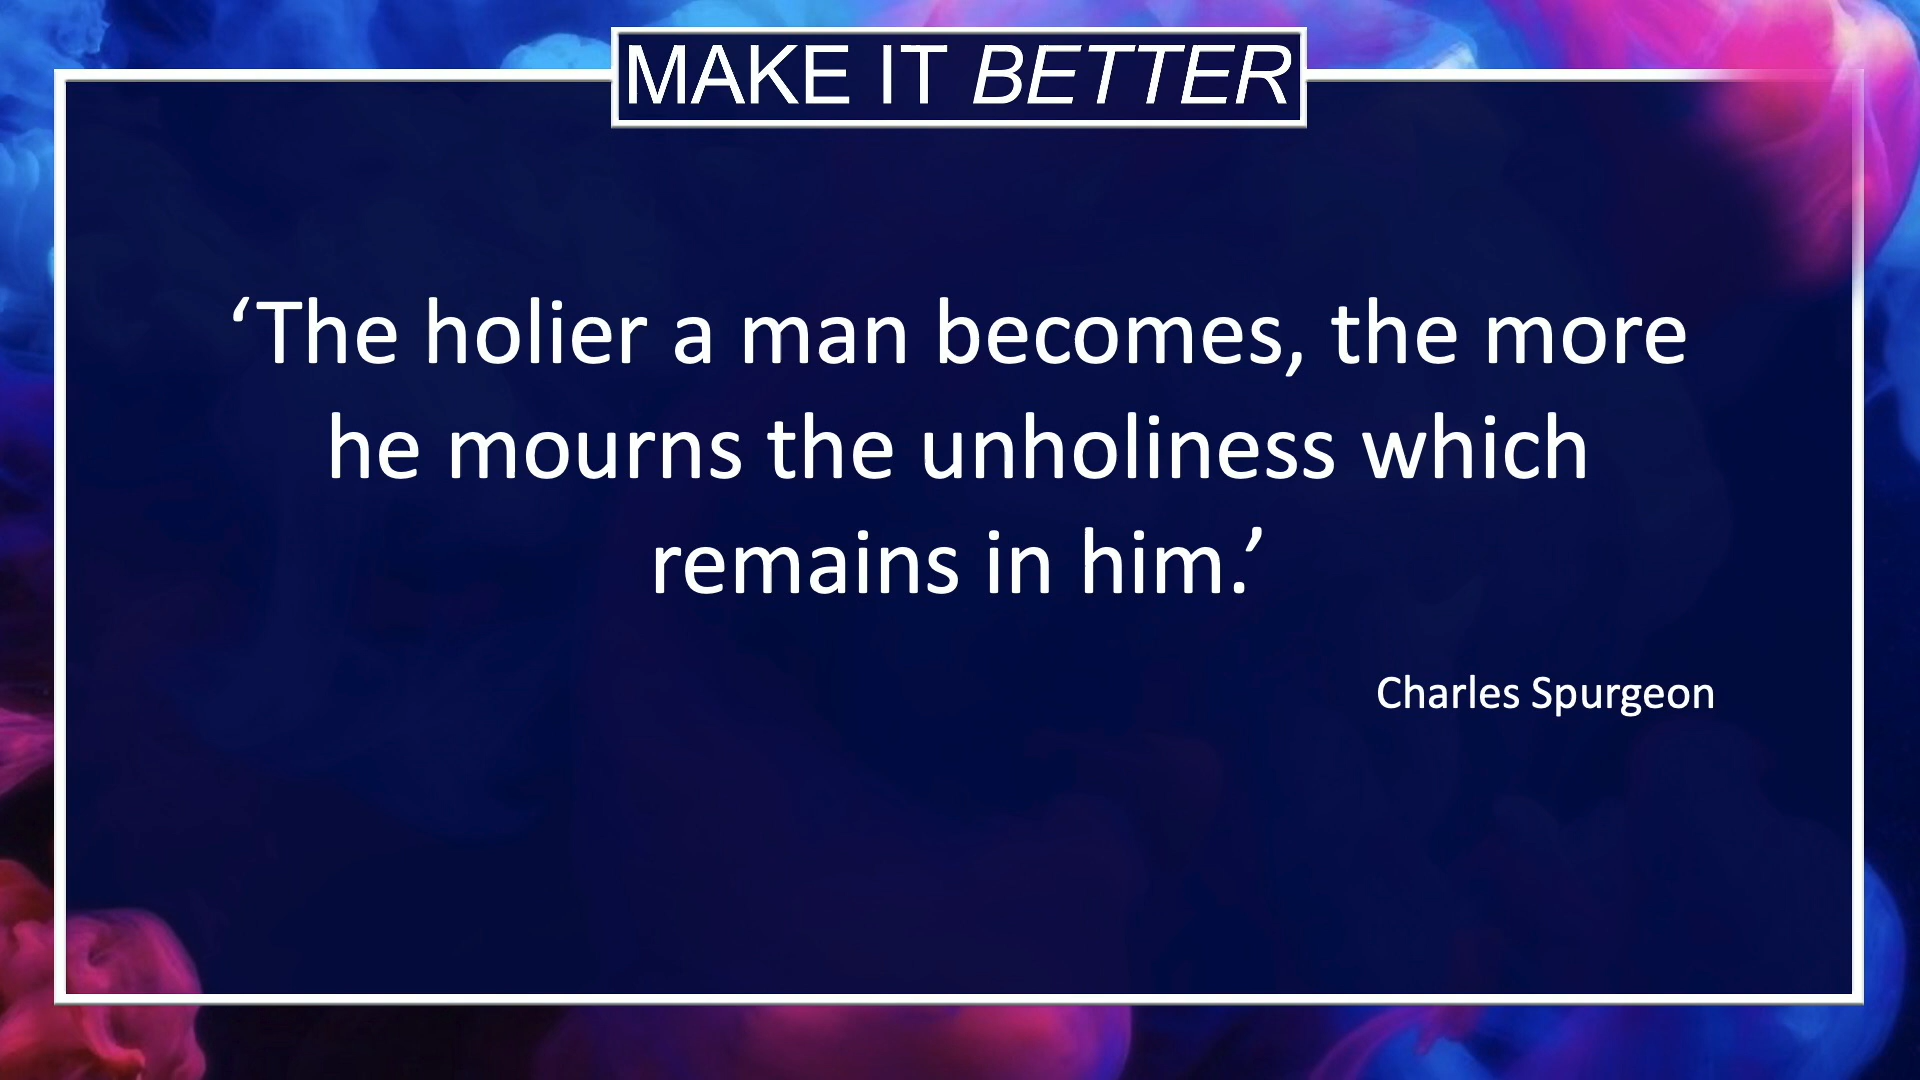 MAKE IT BETTER
‘The holier a man becomes, the more
he mourns the unholiness which
remains in him.’
Charles Spurgeon